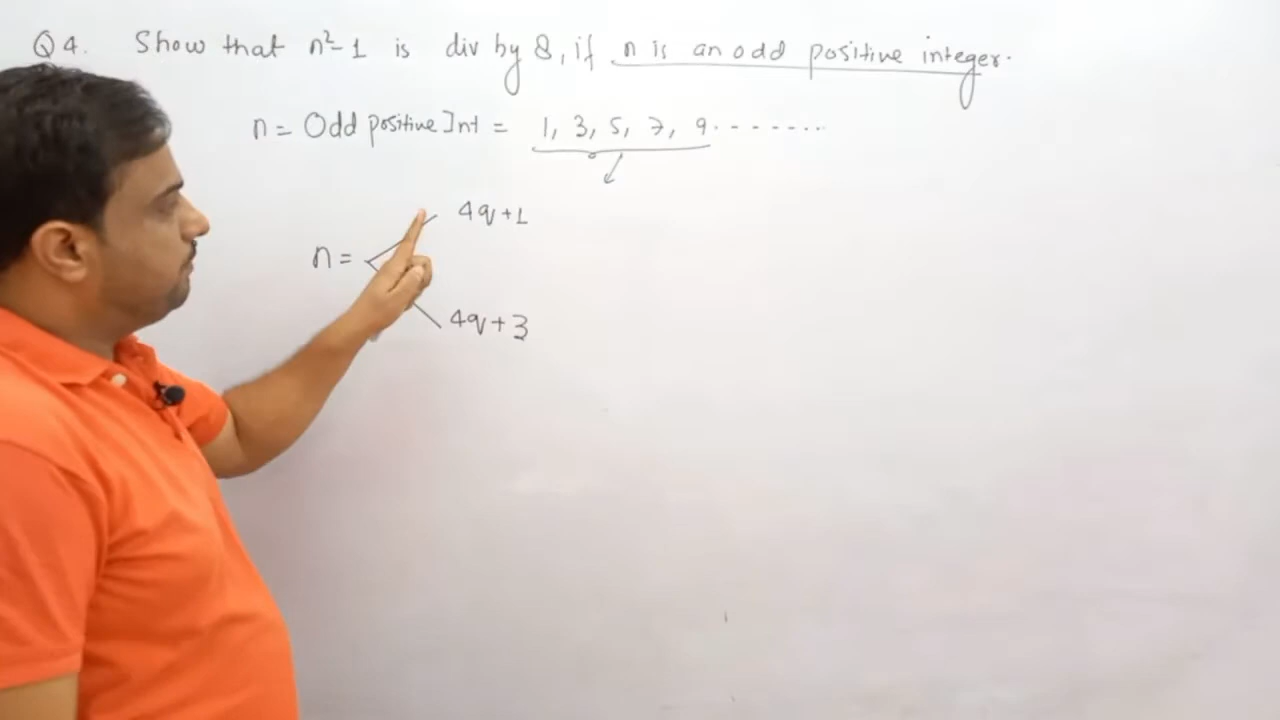 Q4. Show that n²-1 is div by 8, if n is an odd positive integer.
n = Odd positive Int = 1, 3, 5, 7, 9.......
4q+1
n =
4q+3